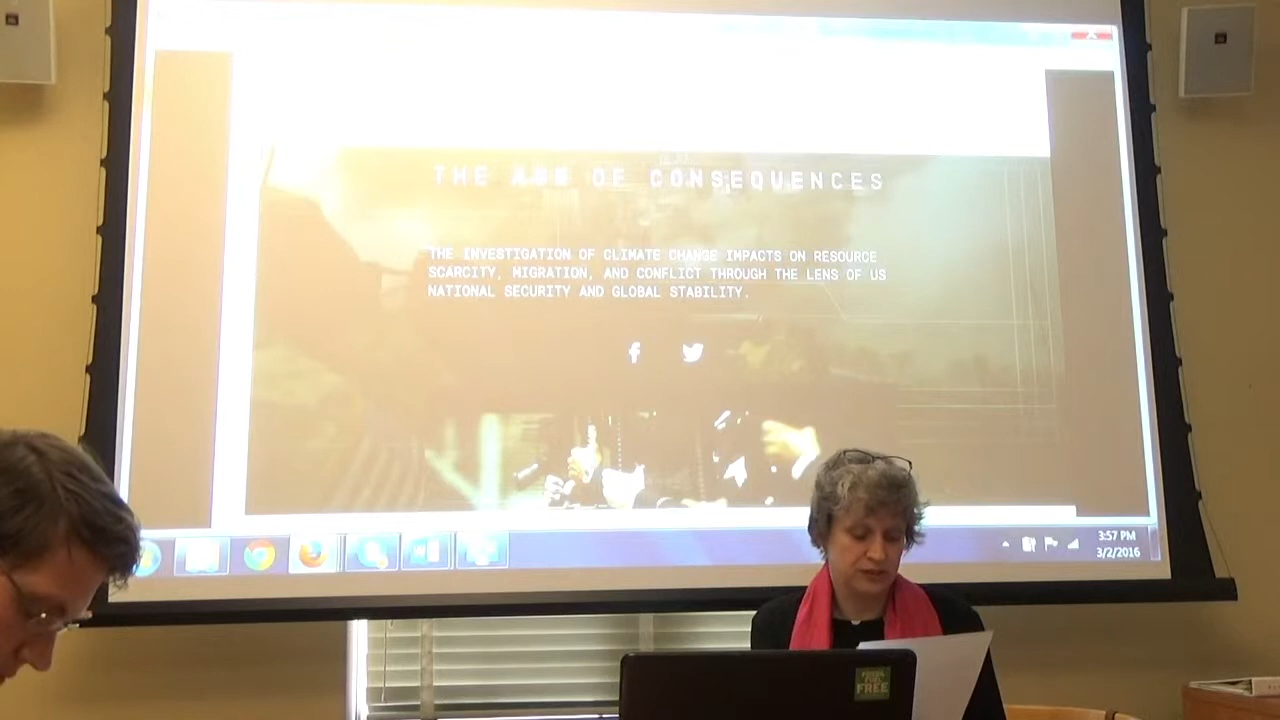 THE AGE OF CONSEQUENCES
THE INVESTIGATION OF CLIMATE CHANGE IMPACTS ON RESOURCE
SCARCITY, MIGRATION, AND CONFLICT THROUGH THE LENS OF US
NATIONAL SECURITY AND GLOBAL STABILITY.
3:57 PM
3/2/2016
FREE